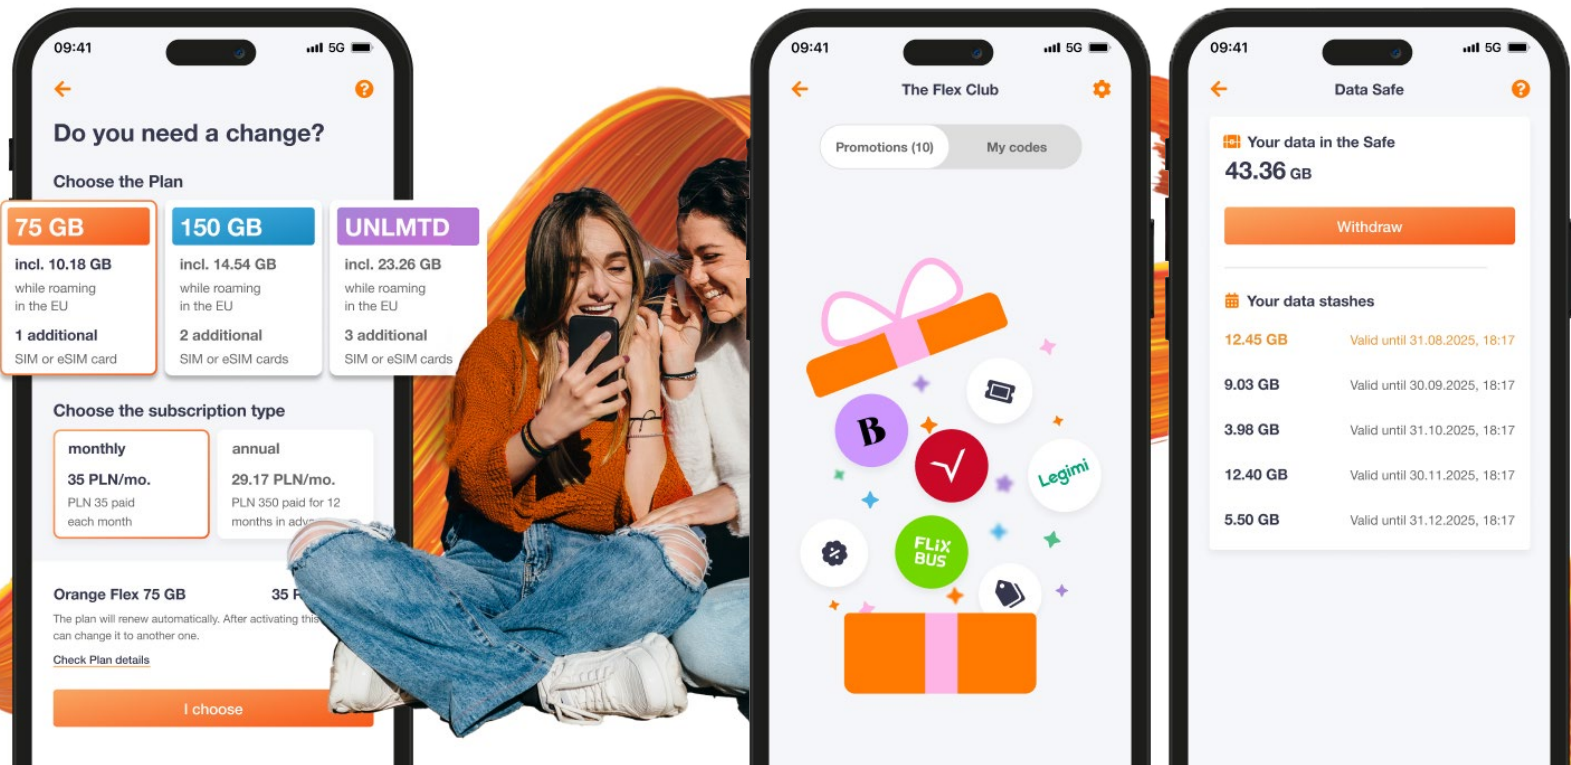 09:41
5G
Do you need a change?
Choose the Plan
75 GB
incl. 10.18 GB
while roaming
in the EU
1 additional
SIM or eSIM card
150 GB
incl. 14.54 GB
while roaming
in the EU
2 additional
SIM or eSIM cards
UNLMTD
incl. 23.26 GB
while roaming
in the EU
3 additional
SIM or eSIM cards
Choose the subscription type
monthly
35 PLN/mo.
PLN 35 paid
each month
annual
29.17 PLN/mo.
PLN 350 paid for 12
months in
Orange Flex 75 GB
35
The plan will renew automatically. After activating this
can change it to another one.
Check Plan details
I choose
09:41
5G
The Flex Club
Promotions (10)
My codes
B
Legimi
FLiX
BUS
09:41
5G
Data Safe
Your data in the Safe
43.36 GB
Withdraw
Your data stashes
12.45 GB Valid until 31.08.2025, 18:17
9.03 GB Valid until 30.09.2025, 18:17
3.98 GB Valid until 31.10.2025, 18:17
12.40 GB Valid until 30.11.2025, 18:17
5.50 GB Valid until 31.12.2025, 18:17